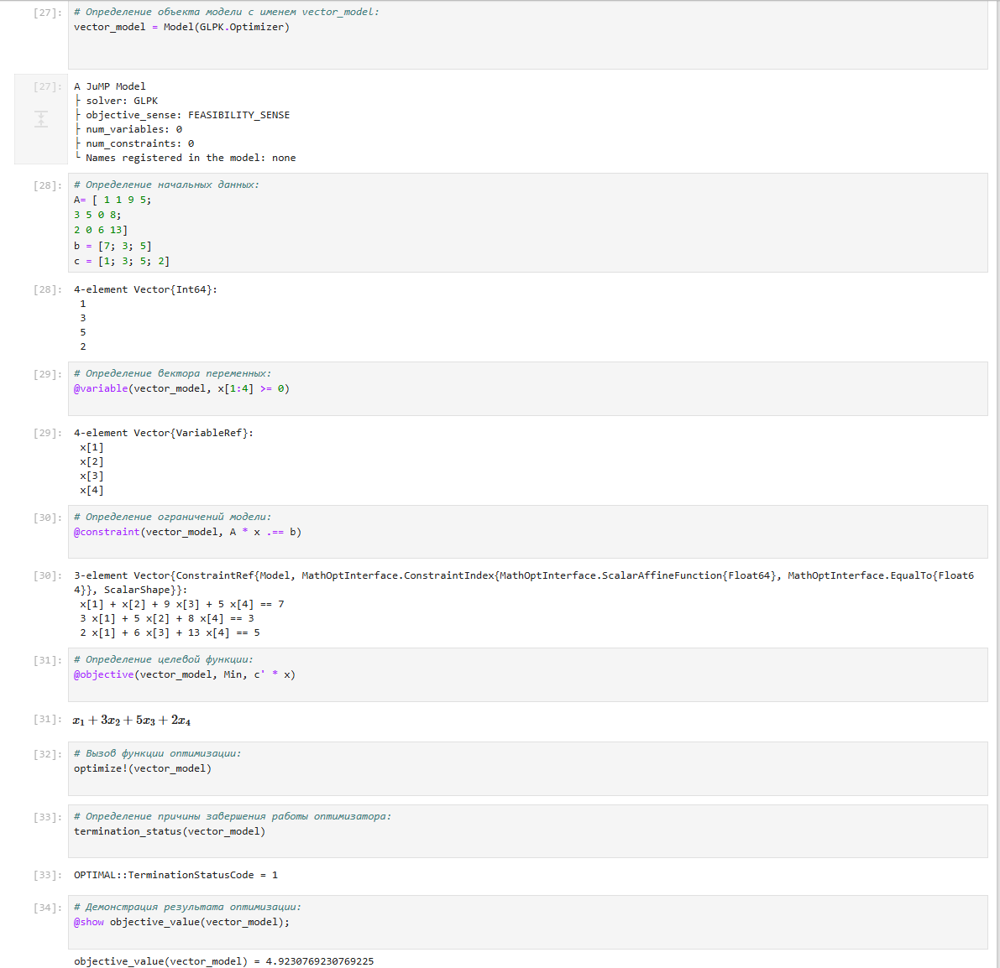 [27]: # Определение объекта модели с именем vector_model:
vector_model = Model(GLPK.Optimizer)
[27]: A JuMP Model
├ solver: GLPK
├ objective_sense: FEASIBILITY_SENSE
├ num_variables: 0
├ num_constraints: 0
└ Names registered in the model: none
[28]: # Определение начальных данных:
A= [ 1 1 9 5;
3 5 0 8;
2 0 6 13]
b = [7; 3; 5]
c = [1; 3; 5; 2]
[28]: 4-element Vector{Int64}:
1
3
5
2
[29]: # Определение вектора переменных:
@variable(vector_model, x[1:4] >= 0)
[29]: 4-element Vector{VariableRef}:
x[1]
x[2]
x[3]
x[4]
[30]: # Определение ограничений модели:
@constraint(vector_model, A * x .== b)
[30]: 3-element Vector{ConstraintRef{Model, MathOptInterface.ConstraintIndex{MathOptInterface.ScalarAffineFunction{Float64}, MathOptInterface.EqualTo{Float6
4}}, ScalarShape}}:
x[1] + x[2] + 9 x[3] + 5 x[4] == 7
3 x[1] + 5 x[2] + 8 x[4] == 3
2 x[1] + 6 x[3] + 13 x[4] == 5
[31]: # Определение целевой функции:
@objective(vector_model, Min, c' * x)
[31]: x₁ + 3x₂ + 5x₃ + 2x₄
[32]: # Вызов функции оптимизации:
optimize!(vector_model)
[33]: # Определение причины завершения работы оптимизатора:
termination_status(vector_model)
[33]: OPTIMAL::TerminationStatusCode = 1
[34]: # Демонстрация результата оптимизации:
@show objective_value(vector_model);
objective_value(vector_model) = 4.9230769230769225